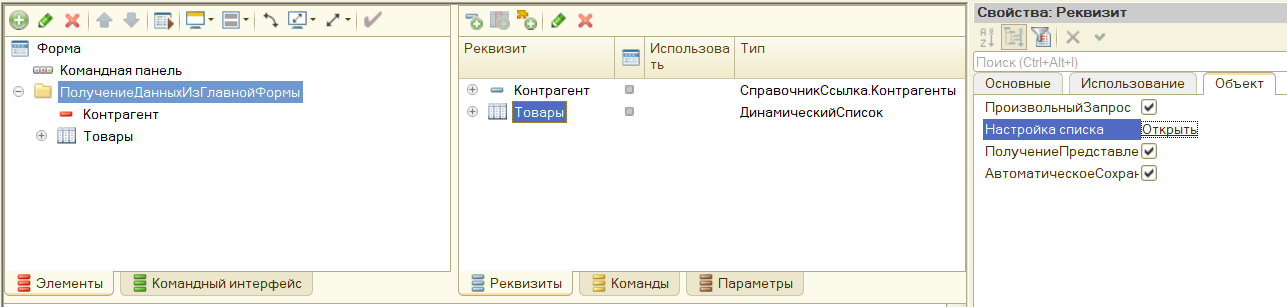 Форма
Командная панель
ПолучениеДанныхИзГлавнойФормы
Контрагент
Товары
Элементы
Командный интерфейс
Реквизит
Использова
ть
Тип
Контрагент
СправочникСсылка.Контрагенты
Товары
ДинамическийСписок
Реквизиты
Команды
Параметры
Свойства: Реквизит
Поиск (Ctrl+Alt+I)
Основные
Использование
Объект
ПроизвольныйЗапрос
Настройка списка
Открыть
ПолучениеПредставле
АвтоматическоеСохран